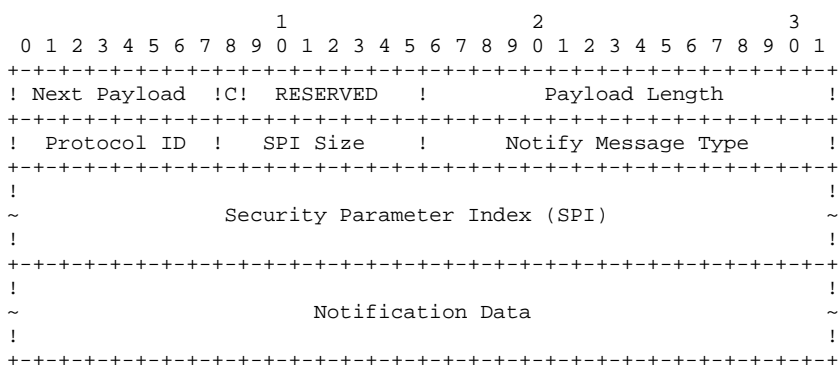 1                   2                   3
 0 1 2 3 4 5 6 7 8 9 0 1 2 3 4 5 6 7 8 9 0 1 2 3 4 5 6 7 8 9 0 1
+-+-+-+-+-+-+-+-+-+-+-+-+-+-+-+-+-+-+-+-+-+-+-+-+-+-+-+-+-+-+-+-+
! Next Payload  !C!  RESERVED   !         Payload Length        !
+-+-+-+-+-+-+-+-+-+-+-+-+-+-+-+-+-+-+-+-+-+-+-+-+-+-+-+-+-+-+-+-+
!  Protocol ID  !   SPI Size    !      Notify Message Type      !
+-+-+-+-+-+-+-+-+-+-+-+-+-+-+-+-+-+-+-+-+-+-+-+-+-+-+-+-+-+-+-+-+
!                                                               !
~                Security Parameter Index (SPI)                 ~
!                                                               !
+-+-+-+-+-+-+-+-+-+-+-+-+-+-+-+-+-+-+-+-+-+-+-+-+-+-+-+-+-+-+-+-+
!                                                               !
~                       Notification Data                       ~
!                                                               !
+-+-+-+-+-+-+-+-+-+-+-+-+-+-+-+-+-+-+-+-+-+-+-+-+-+-+-+-+-+-+-+-+